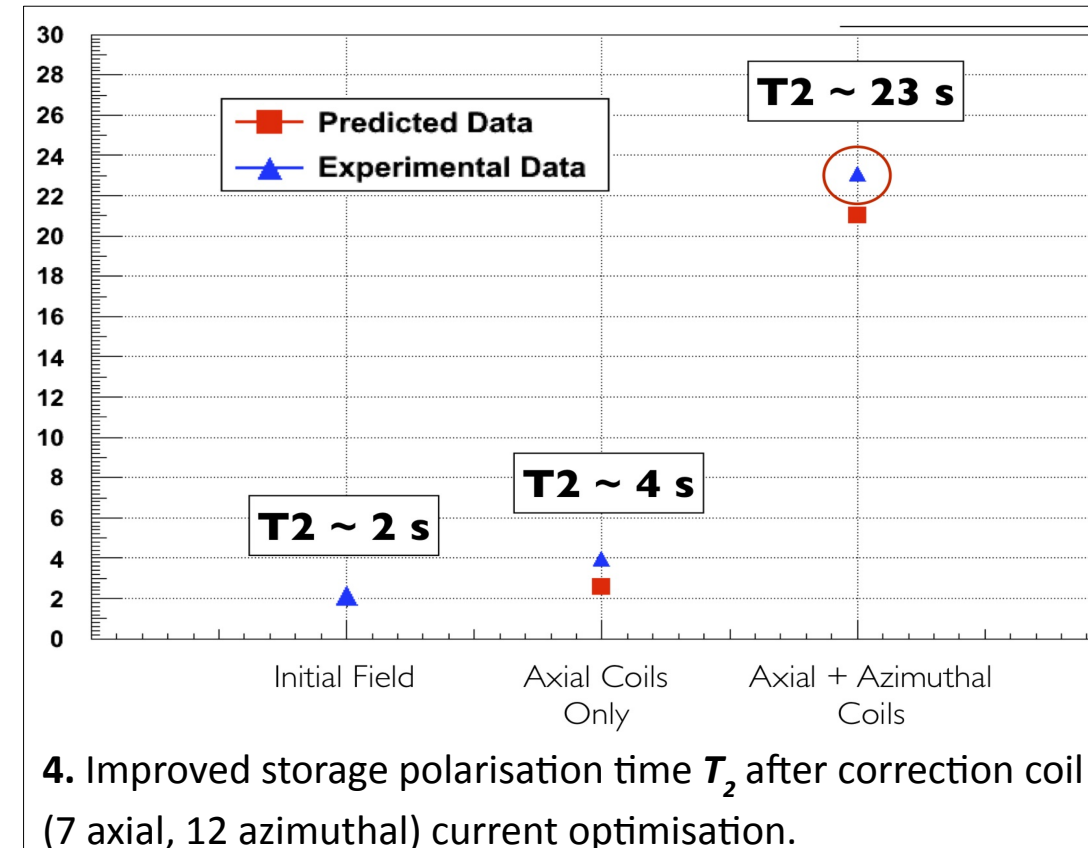 30
28
26
24
22
20
18
16
14
12
10
8
6
4
2
0
Predicted Data
Experimental Data
T2 ~ 23 s
T2 ~ 4 s
T2 ~ 2 s
Initial Field
Axial Coils
Only
Axial + Azimuthal
Coils
4. Improved storage polarisation time T2 after correction coil
(7 axial, 12 azimuthal) current optimisation.